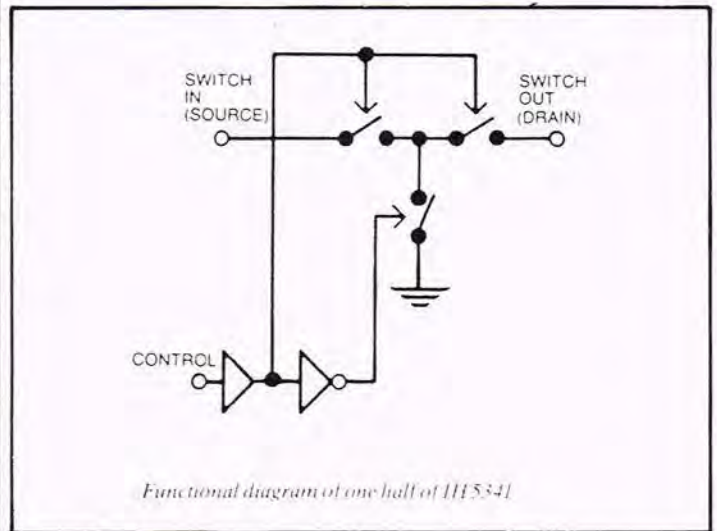 SWITCH
IN
(SOURCE)
SWITCH
OUT
(DRAIN)
CONTROL
Functional diagram of one half of IH5341